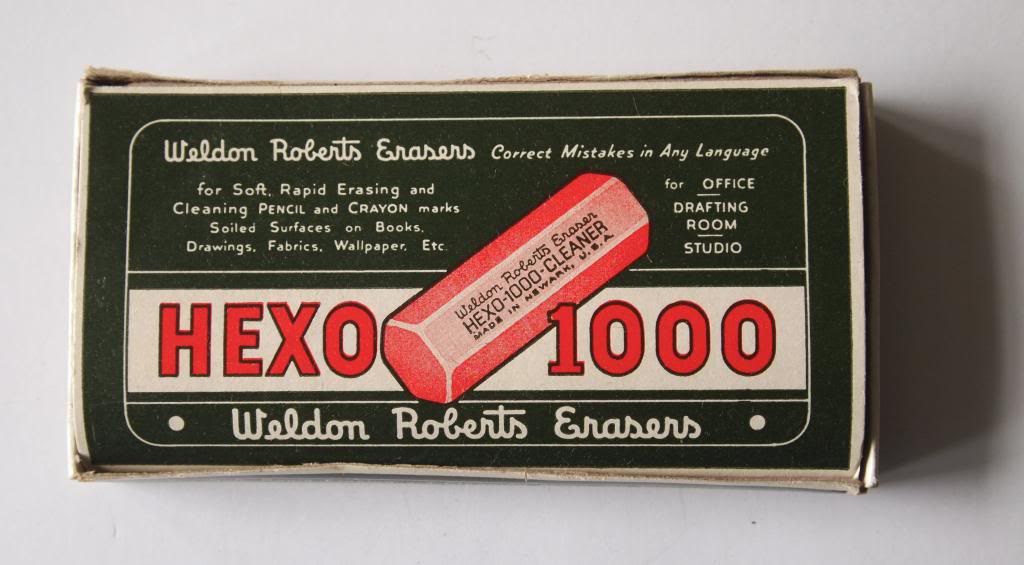 Weldon Roberts Erasers Correct Mistakes in Any Language
for Soft, Rapid Erasing and
Cleaning PENCIL and CRAYON marks
Soiled Surfaces on Books,
Drawings, Fabrics, Wallpaper, Etc.
for OFFICE
DRAFTING
ROOM
STUDIO
Weldon Roberts Eraser
HEXO-1000-CLEANER
MADE IN NEWARK, U.S.A.
HEXO 1000
• Weldon Roberts Erasers •